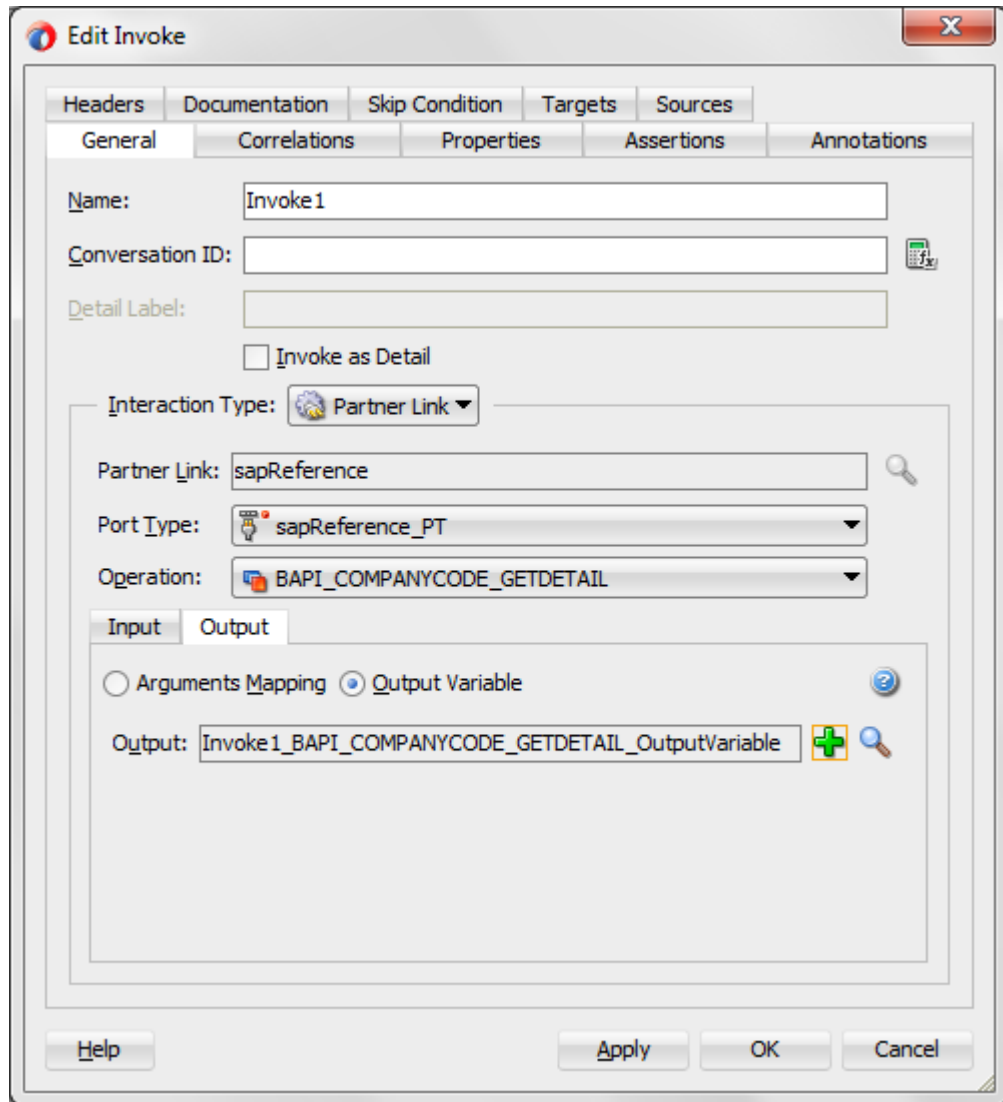 Edit Invoke
Headers Documentation Skip Condition Targets Sources
General Correlations Properties Assertions Annotations
Name: Invoke1
Conversation ID:
Detail Label:
Invoke as Detail
Interaction Type: Partner Link
Partner Link: sapReference
Port Type: sapReference_PT
Operation: BAPI_COMPANYCODE_GETDETAIL
Input Output
Arguments Mapping Output Variable
Output: Invoke1_BAPI_COMPANYCODE_GETDETAIL_OutputVariable
Help Apply OK Cancel